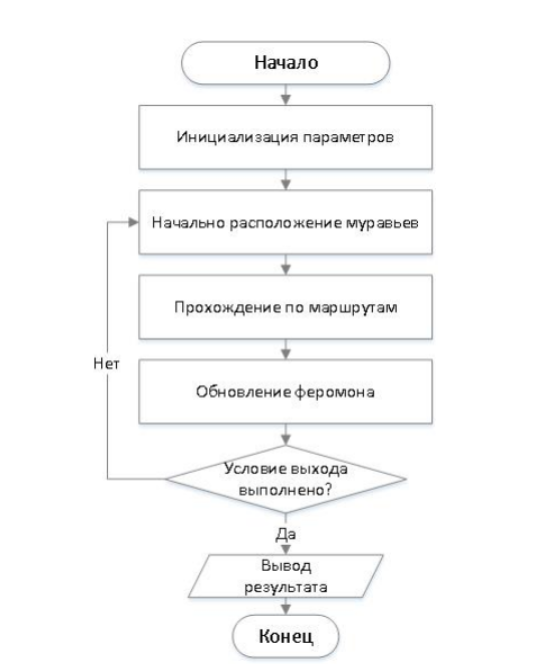 Начало
Инициализация параметров
Начально расположение муравьев
Прохождение по маршрутам
Нет
Обновление феромона
Условие выхода
выполнено?
Да
Вывод
результата
Конец